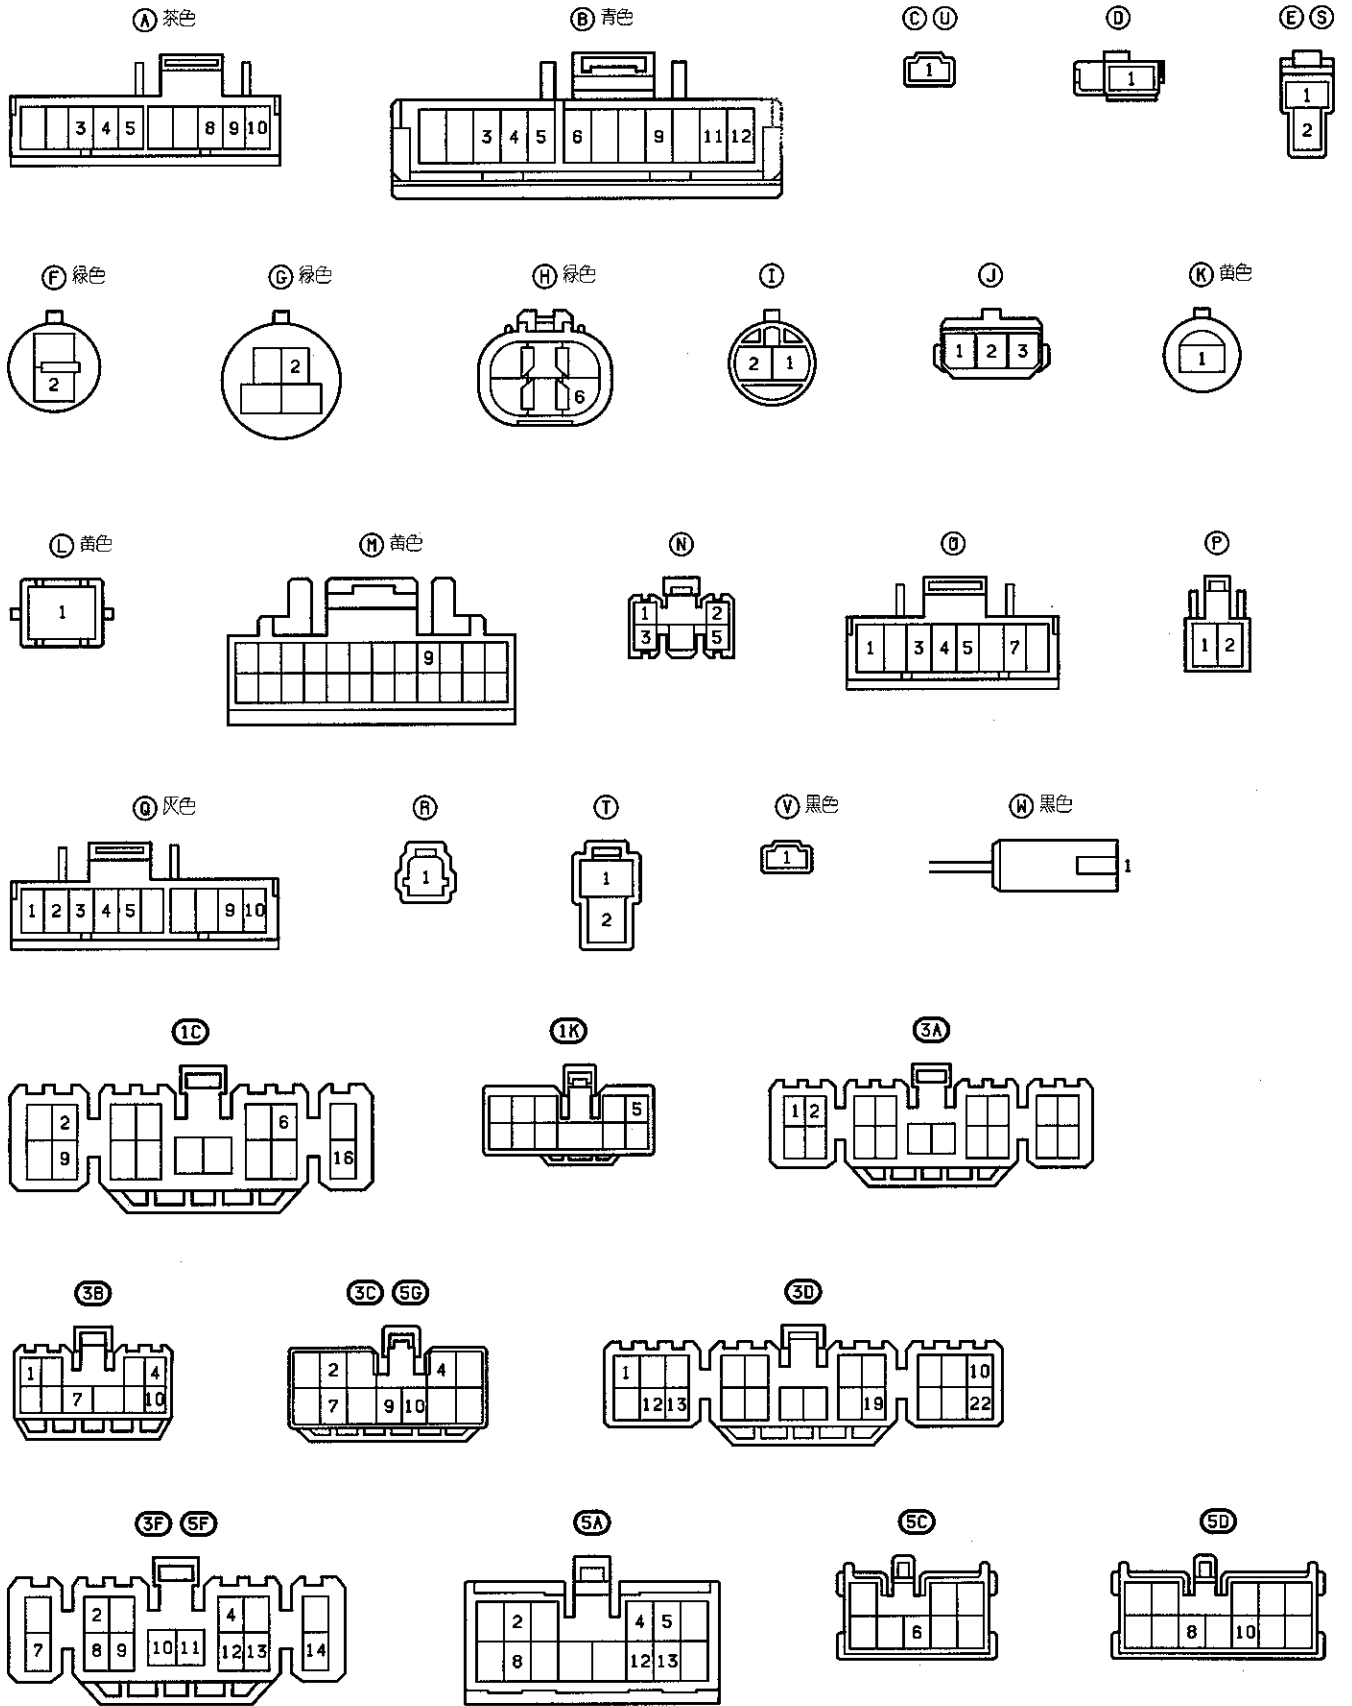 A 茶色
B 青色
C U
D
E S
3 4 5 8 9 10
3 4 5 6 9 11 12
1
1
1
2
F 緑色
G 緑色
H 緑色
I
J
K 黄色
2
2
6
2 1
1 2 3
1
L 黄色
M 黄色
N
O
P
1
9
1 2
3 5
1 3 4 5 7
1 2
Q 灰色
R
T
V 黒色
W 黒色
1 2 3 4 5 9 10
1
1
2
1
1
1C
1K
3A
2 6
9 16
5
1 2
3B
3C 5G
3D
1 4
7 10
2 4
7 9 10
1 10
12 13 19 22
3F 5F
5A
5C
5D
2 4
7 8 9 10 11 12 13 14
2 4 5
8 12 13
6
8 10